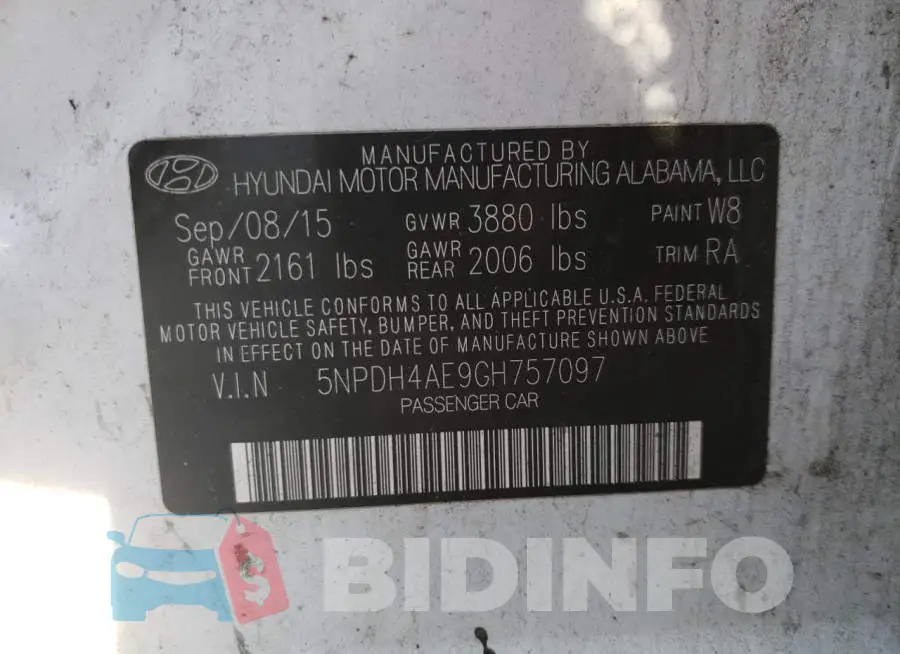 MANUFACTURED BY
HYUNDAI MOTOR MANUFACTURING ALABAMA, LLC
Sep/08/15 GVWR 3880 lbs PAINT W8
GAWR FRONT 2161 lbs GAWR REAR 2006 lbs TRIM RA
THIS VEHICLE CONFORMS TO ALL APPLICABLE U.S.A. FEDERAL
MOTOR VEHICLE SAFETY, BUMPER, AND THEFT PREVENTION STANDARDS
IN EFFECT ON THE DATE OF MANUFACTURE SHOWN ABOVE
V.I.N 5NPDH4AE9GH757097
PASSENGER CAR
$ BIDINFO